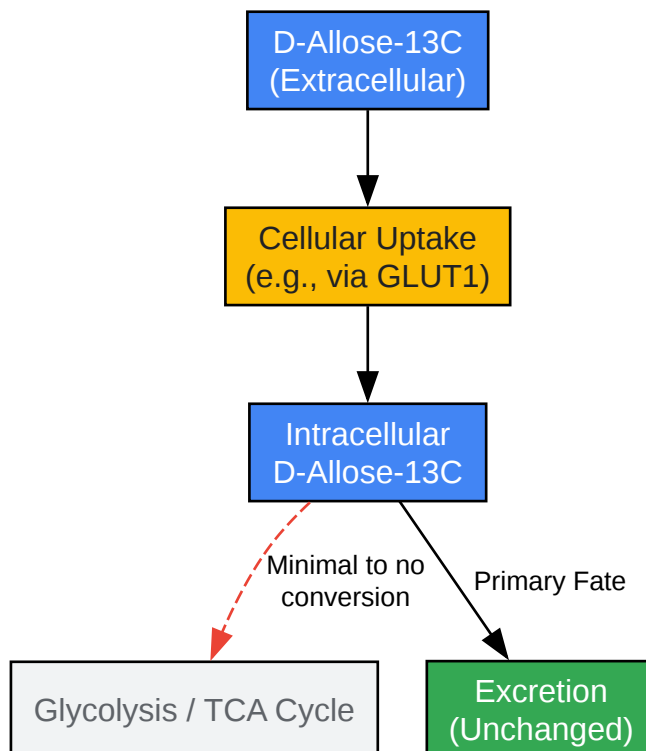 D-Allose-13C
(Extracellular)
Cellular Uptake
(e.g., via GLUT1)
Intracellular
D-Allose-13C
Minimal to no
conversion
Primary Fate
Glycolysis / TCA Cycle
Excretion
(Unchanged)